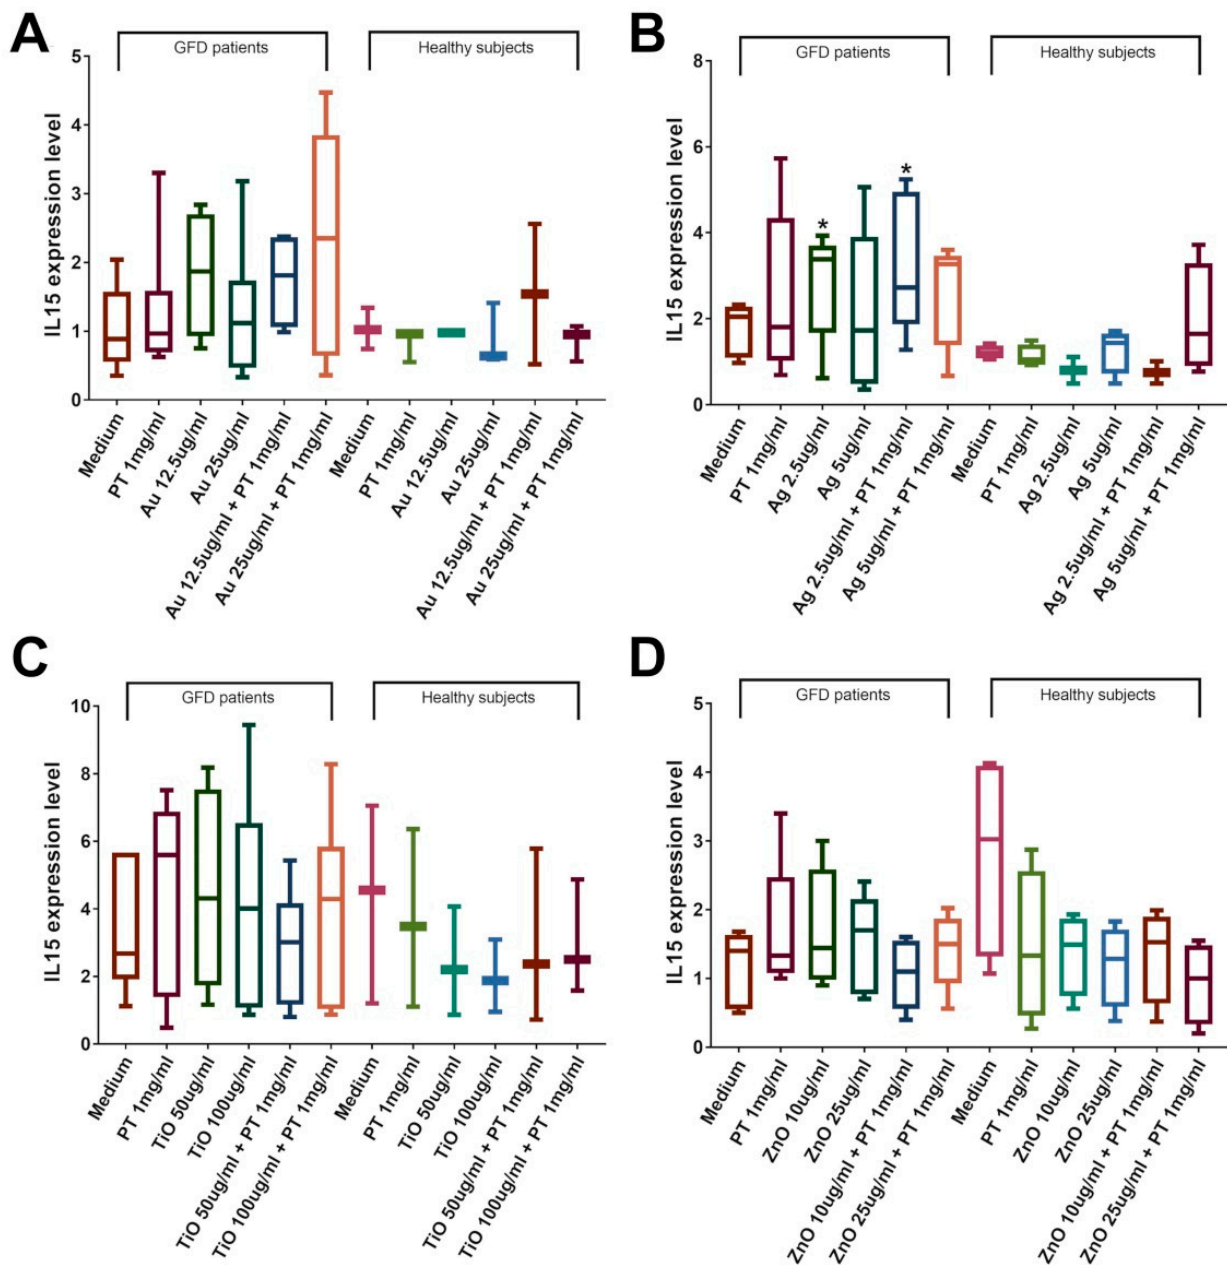 A
GFD patients
Healthy subjects
IL15 expression level
5
4
3
2
1
0
Medium
PT 1mg/ml
Au 12.5ug/ml
Au 25ug/ml
Au 12.5ug/ml + PT 1mg/ml
Au 25ug/ml + PT 1mg/ml
Medium
PT 1mg/ml
Au 12.5ug/ml
Au 25ug/ml
Au 12.5ug/ml + PT 1mg/ml
Au 25ug/ml + PT 1mg/ml
B
GFD patients
Healthy subjects
IL15 expression level
8
6
4
2
0
*
*
Medium
PT 1mg/ml
Ag 2.5ug/ml
Ag 5ug/ml
Ag 2.5ug/ml + PT 1mg/ml
Ag 5ug/ml + PT 1mg/ml
Medium
PT 1mg/ml
Ag 2.5ug/ml
Ag 5ug/ml
Ag 2.5ug/ml + PT 1mg/ml
Ag 5ug/ml + PT 1mg/ml
C
GFD patients
Healthy subjects
IL15 expression level
10
8
6
4
2
0
Medium
PT 1mg/ml
TiO 50ug/ml
TiO 100ug/ml
TiO 50ug/ml + PT 1mg/ml
TiO 100ug/ml + PT 1mg/ml
Medium
PT 1mg/ml
TiO 50ug/ml
TiO 100ug/ml
TiO 50ug/ml + PT 1mg/ml
TiO 100ug/ml + PT 1mg/ml
D
GFD patients
Healthy subjects
IL15 expression level
5
4
3
2
1
0
Medium
PT 1mg/ml
ZnO 10ug/ml
ZnO 25ug/ml
ZnO 10ug/ml + PT 1mg/ml
ZnO 25ug/ml + PT 1mg/ml
Medium
PT 1mg/ml
ZnO 10ug/ml
ZnO 25ug/ml
ZnO 10ug/ml + PT 1mg/ml
ZnO 25ug/ml + PT 1mg/ml